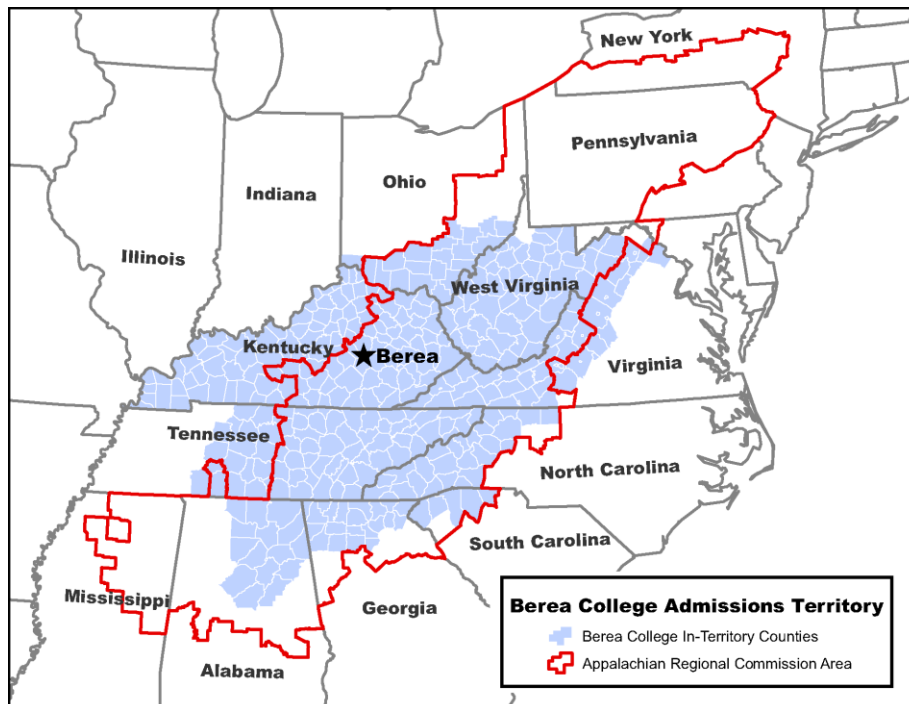 New York
Pennsylvania
Ohio
Indiana
Illinois
West Virginia
Kentucky
Berea
Virginia
Tennessee
North Carolina
South Carolina
Mississippi
Georgia
Alabama
Berea College Admissions Territory
Berea College In-Territory Counties
Appalachian Regional Commission Area